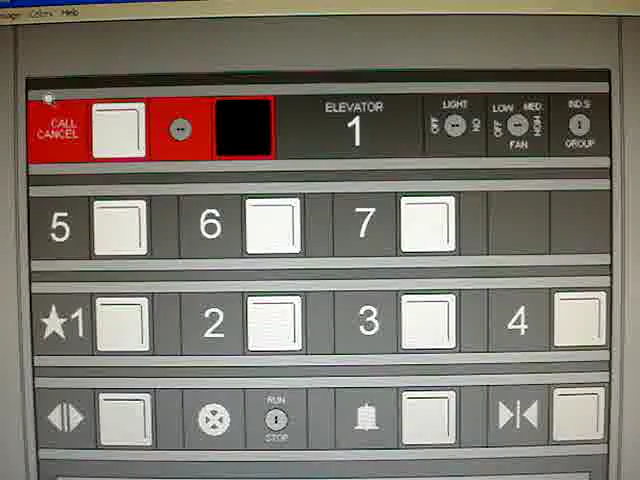 Colors Help
CALL
CANCEL
ELEVATOR
1
LIGHT
OFF
ON
LOW MED.
OFF HIGH
FAN
IND.S
GROUP
5 6 7
★1 2 3 4
RUN
STOP